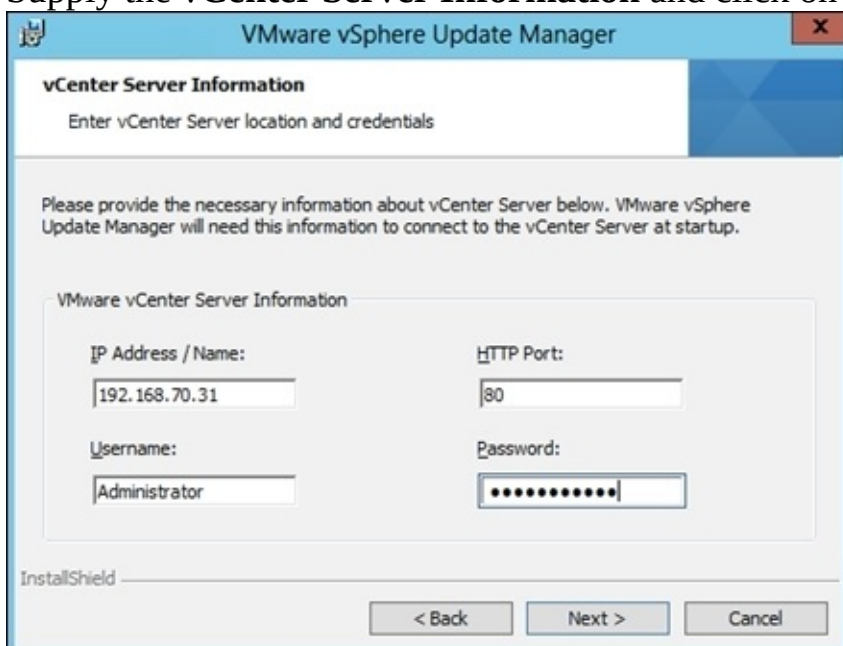 Supply the vCenter Server Information and click on
VMware vSphere Update Manager
x
vCenter Server Information
Enter vCenter Server location and credentials
Please provide the necessary information about vCenter Server below. VMware vSphere
Update Manager will need this information to connect to the vCenter Server at startup.
VMware vCenter Server Information
IP Address / Name:
HTTP Port:
192.168.70.31
80
Username:
Password:
Administrator
●●●●●●●●●●●
InstallShield
< Back
Next >
Cancel